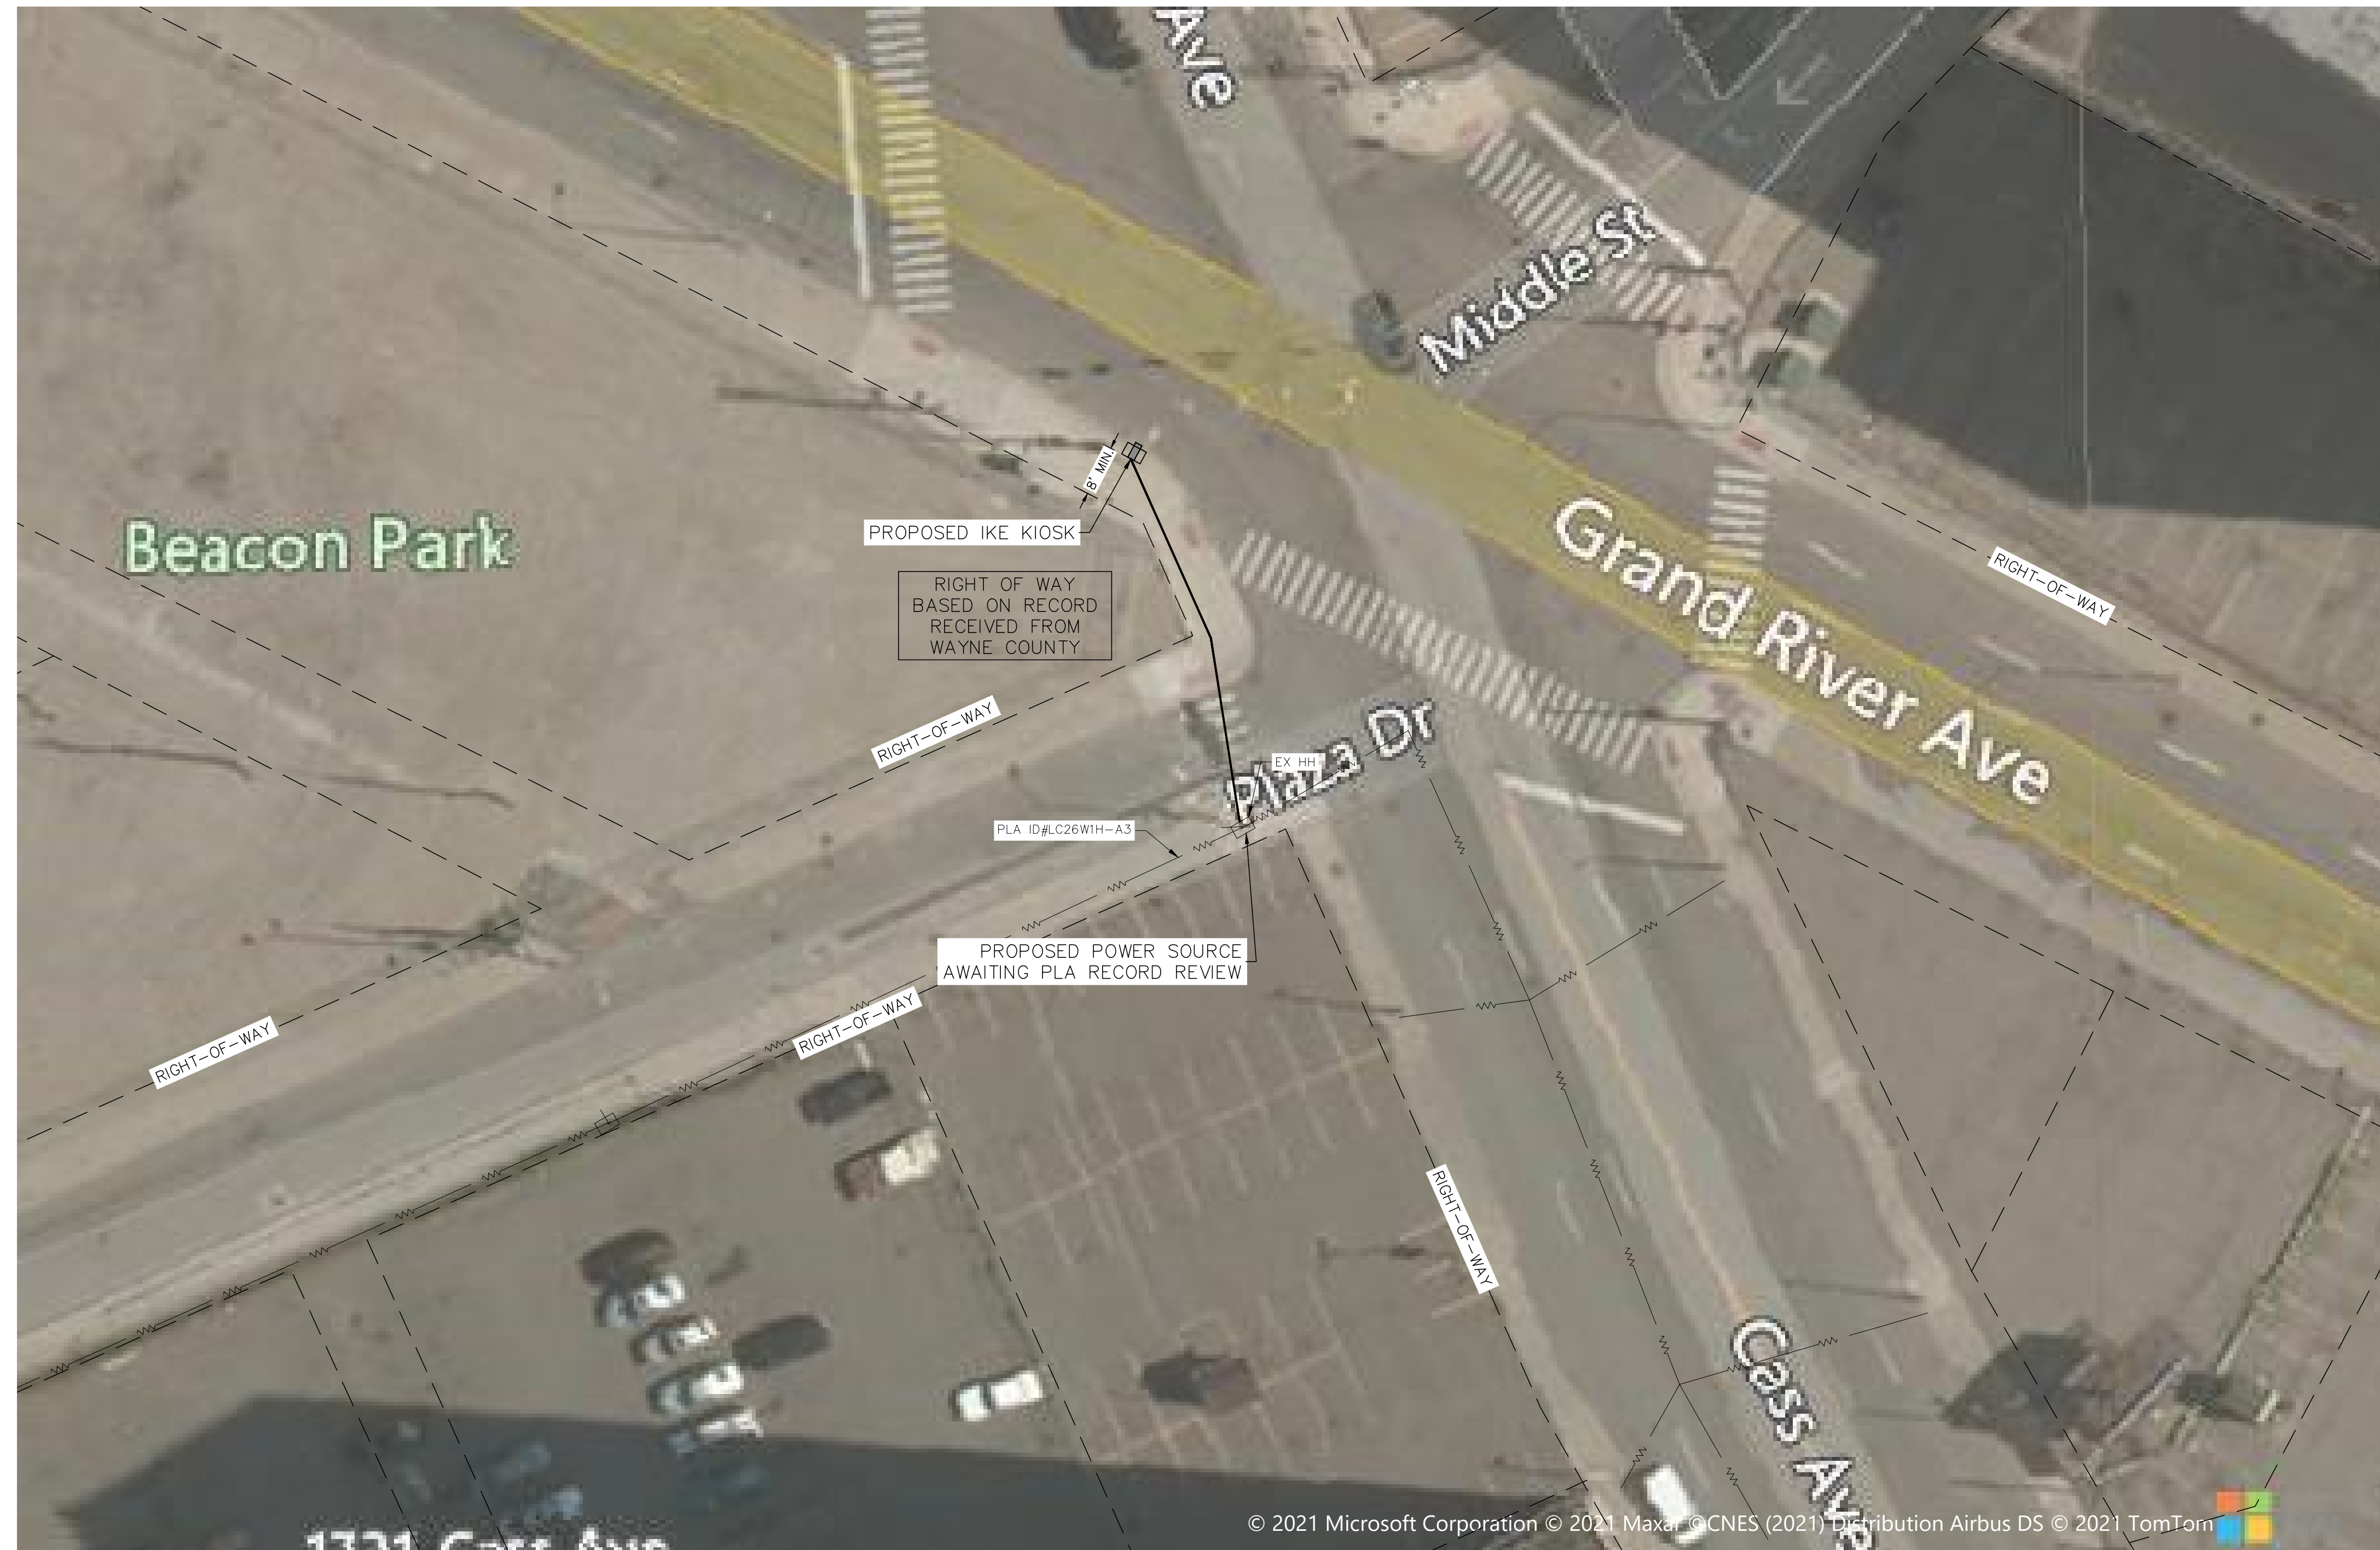 Ave
Middle St
8' MIN.
PROPOSED IKE KIOSK
Beacon Park
Grand River Ave
RIGHT-OF-WAY
RIGHT OF WAY
BASED ON RECORD
RECEIVED FROM
WAYNE COUNTY
RIGHT-OF-WAY
Plaza Dr
EX HH
PLA ID#LC26W1H-A3
PROPOSED POWER SOURCE
AWAITING PLA RECORD REVIEW
RIGHT-OF-WAY
RIGHT-OF-WAY
RIGHT-OF-WAY
Cass Ave
1321 Cass Ave
© 2021 Microsoft Corporation © 2021 Maxar ©CNES (2021) Distribution Airbus DS © 2021 TomTom